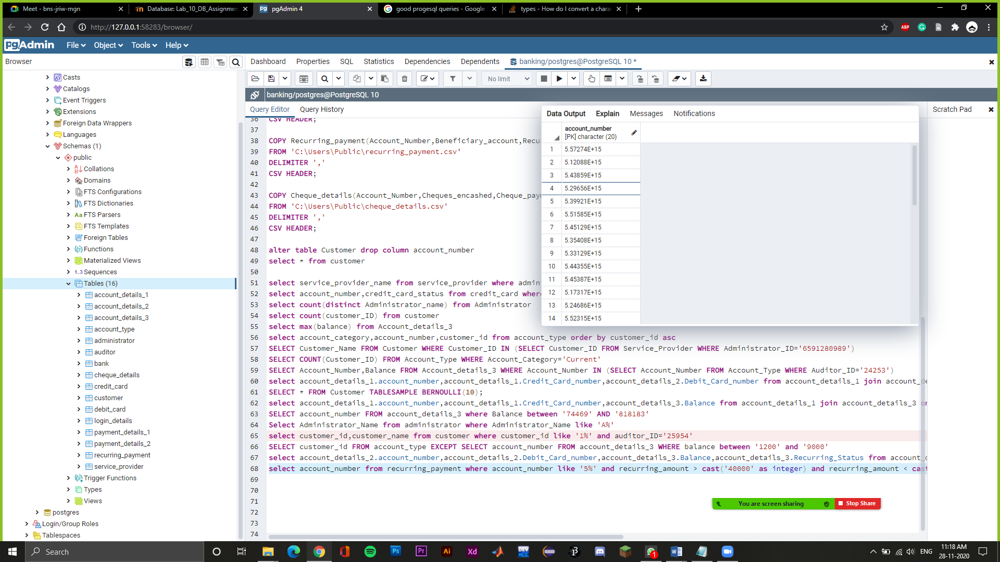 Meet - bns-jriw-mgn
Database: Lab_10_DB_Assignmen
pgAdmin 4
good progesql queries - Google
types - How do I convert a chara
http://127.0.0.1:58283/browser/
ABP
pgAdmin
File
Object
Tools
Help
Browser
Dashboard
Properties
SQL
Statistics
Dependencies
Dependents
banking/postgres@PostgreSQL 10 *
No limit
banking/postgres@PostgreSQL 10
Query Editor
Query History
Data Output
Explain
Messages
Notifications
Scratch Pad
Casts
Catalogs
Event Triggers
Extensions
Foreign Data Wrappers
Languages
Schemas (1)
public
Collations
Domains
FTS Configurations
FTS Dictionaries
Aa FTS Parsers
FTS Templates
Foreign Tables
Functions
Materialized Views
1..3 Sequences
Tables (16)
account_details_1
account_details_2
account_details_3
account_type
administrator
auditor
bank
cheque_details
credit_card
customer
debit_card
login_details
payment_details_1
payment_details_2
recurring_payment
service_provider
Trigger Functions
Types
Views
postgres
Login/Group Roles
Tablespaces
36 CSV HEADER;
37
38 COPY Recurring_payment(Account_Number,Beneficiary_account,Recu
39 FROM 'C:\Users\Public\recurring_payment.csv'
40 DELIMITER ','
41 CSV HEADER;
42
43 COPY Cheque_details(Account_Number,Cheques_encashed,Cheque_pay
44 FROM 'C:\Users\Public\cheque_details.csv'
45 DELIMITER ','
46 CSV HEADER;
47
48 alter table Customer drop column account_number
49 select * from customer
50
51 select service_provider_name from service_provider where admin
52 select account_number,credit_card_status from credit_card wher
53 select count(distinct Administrator_name) from Administrator
54 select count(customer_ID) from customer
55 select max(balance) from Account_details_3
56 select account_category,account_number,customer_id from account_type order by customer_id asc
57 SELECT Customer_Name FROM Customer WHERE Customer_ID IN (SELECT Customer_ID FROM Service_Provider WHERE Administrator_ID='6591280989')
58 SELECT COUNT(Customer_ID) FROM Account_Type WHERE Account_Category='Current'
59 SELECT Account_Number,Balance FROM Account_details_3 WHERE Account_Number IN (SELECT Account_Number FROM Account_Type WHERE Auditor_ID='24253')
60 select account_details_1.account_number,account_details_1.Credit_Card_number,account_details_2.Debit_Card_number from account_details_1 join account_de
61 SELECT * FROM Customer TABLESAMPLE BERNOULLI(10);
62 select account_details_1.account_number,account_details_1.Credit_Card_number,account_details_3.Balance from account_details_1 join account_details_3 on
63 SELECT account_number FROM account_details_3 where Balance between '74469' AND '818183'
64 Select Administrator_Name from administrator where Administrator_Name like 'A%'
65 select customer_id,customer_name from customer where customer_id like '1%' and auditor_ID='25954'
66 SELECT customer_id FROM account_type EXCEPT SELECT account_number FROM account_details_3 WHERE balance between '1200' and '9000'
67 select account_details_2.account_number,account_details_2.Debit_Card_number,account_details_3.Balance,account_details_3.Recurring_Status from account_d
68 select account_number from recurring_payment where account_number like '5%' and recurring_amount > cast('40000' as integer) and recurring_amount < cast
69
70
71
72
73
74
account_number
[PK] character (20)
1 5.57274E+15
2 5.12088E+15
3 5.43859E+15
4 5.29656E+15
5 5.39921E+15
6 5.51585E+15
7 5.45129E+15
8 5.35408E+15
9 5.33129E+15
10 5.44355E+15
11 5.45387E+15
12 5.17317E+15
13 5.24686E+15
14 5.52315E+15
You are screen sharing
Stop Share
Search
Ps
Pr
Ai
Xd
DEV
1
ENG
11:18 AM
28-11-2020